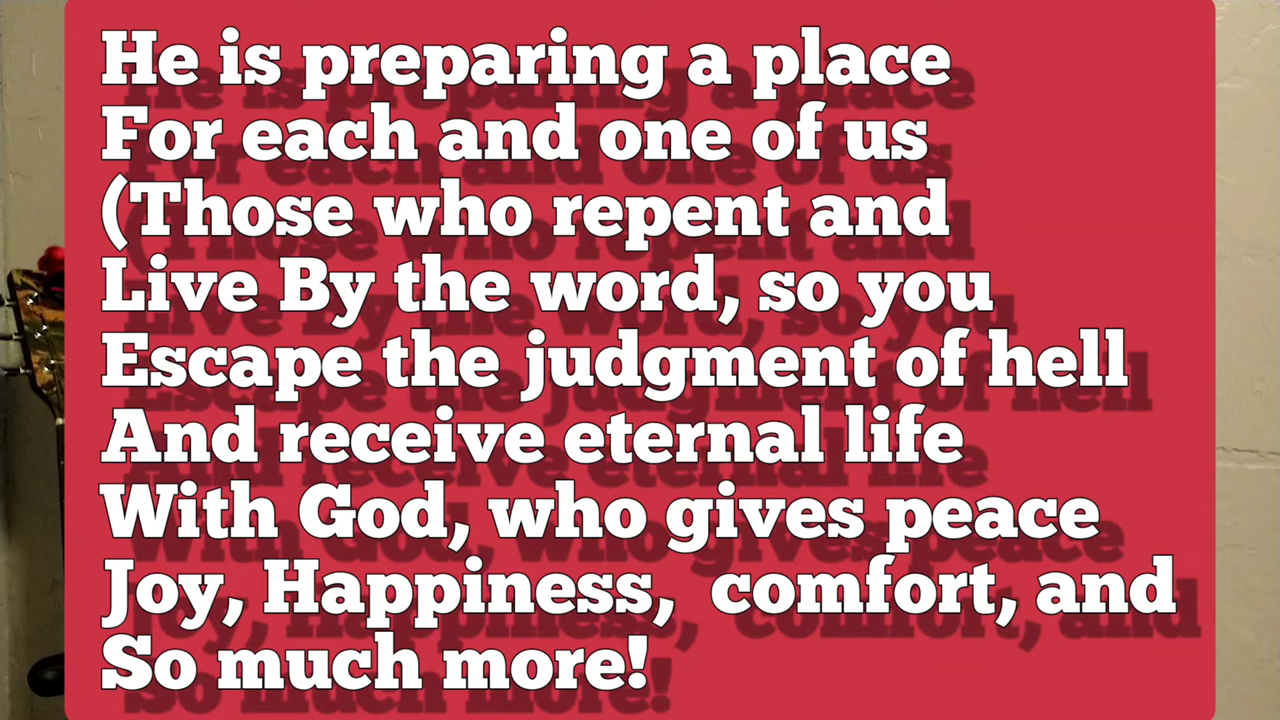 He is preparing a place
For each and one of us
(Those who repent and
Live By the word, so you
Escape the judgment of hell
And receive eternal life
With God, who gives peace
Joy, Happiness,  comfort, and
So much more!